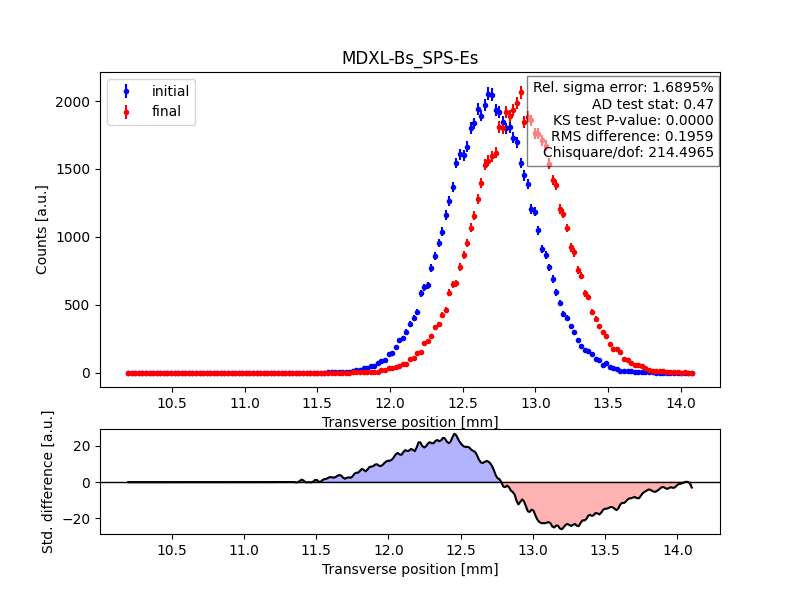 MDXL-Bs_SPS-Es
initial
final
Rel. sigma error: 1.6895%
AD test stat: 0.47
KS test P-value: 0.0000
RMS difference: 0.1959
Chisquare/dof: 214.4965
Counts [a.u.]
2000
1500
1000
500
0
10.5 11.0 11.5 12.0 12.5 13.0 13.5 14.0
Transverse position [mm]
Std. difference [a.u.]
20
0
−20
10.5 11.0 11.5 12.0 12.5 13.0 13.5 14.0
Transverse position [mm]